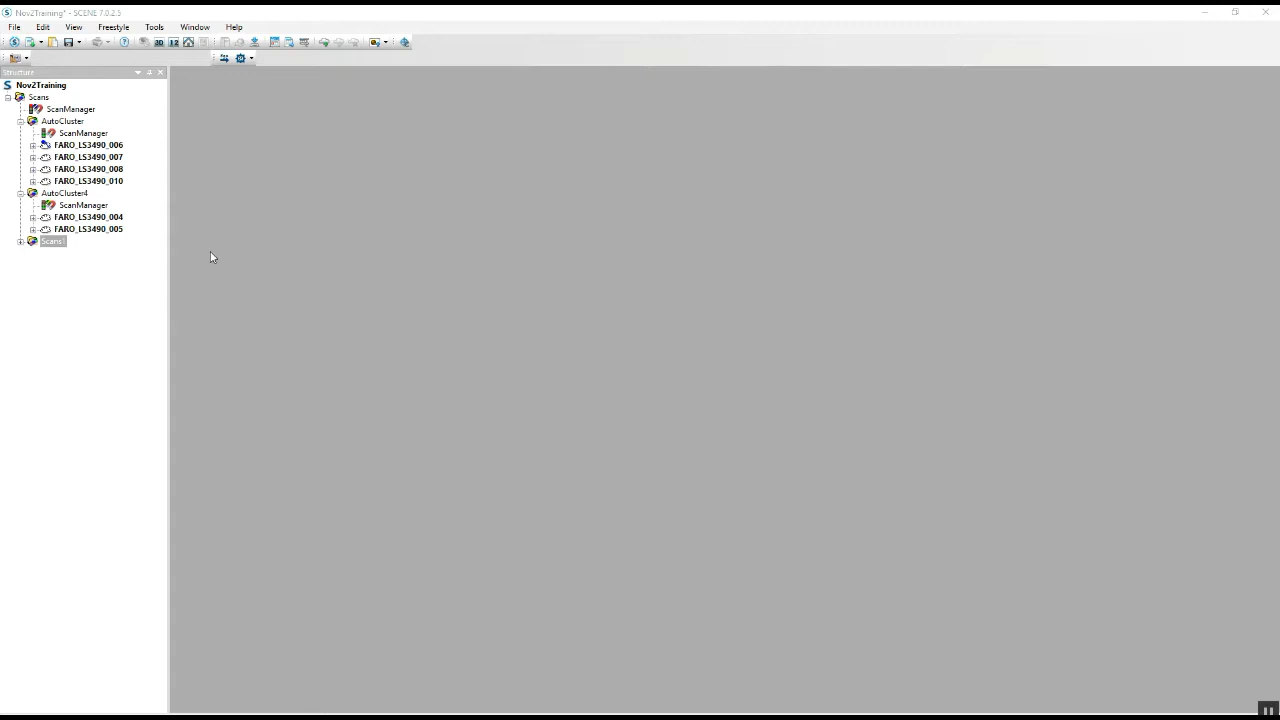 Nov2Training* - SCENE 7.0.2.5
File Edit View Freestyle Tools Window Help
Structure
Nov2Training
Scans
ScanManager
AutoCluster
ScanManager
FARO_LS3490_006
FARO_LS3490_007
FARO_LS3490_008
FARO_LS3490_010
AutoCluster4
ScanManager
FARO_LS3490_004
FARO_LS3490_005
Scans1